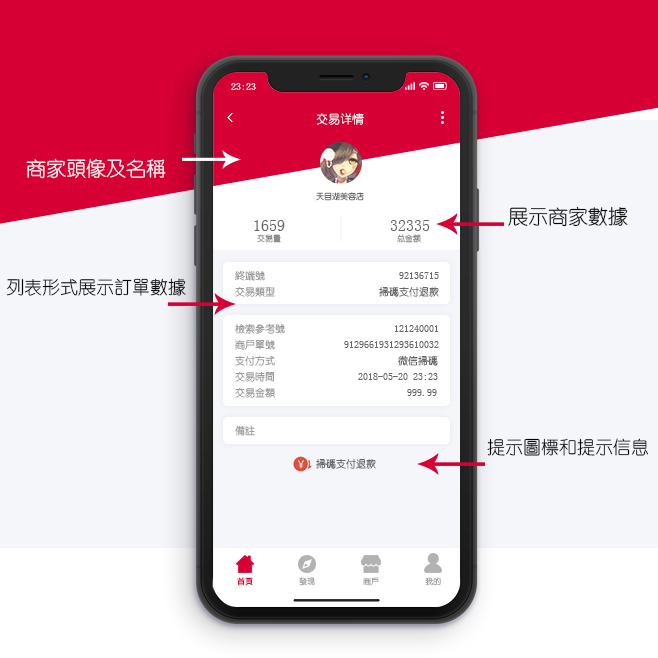 23:23
交易详情
商家頭像及名稱
天目湖美容店
1659
交易量
32335
总金额
展示商家數據
列表形式展示訂單數據
終端號 92136715
交易類型 掃碼支付退款
檢索參考號 121240001
商戶單號 9129661931293610032
支付方式 微信掃碼
交易時間 2018-05-20 23:23
交易金額 999.99
備註
提示圖標和提示信息
¥ 掃碼支付退款
首頁
發現
商戶
我的